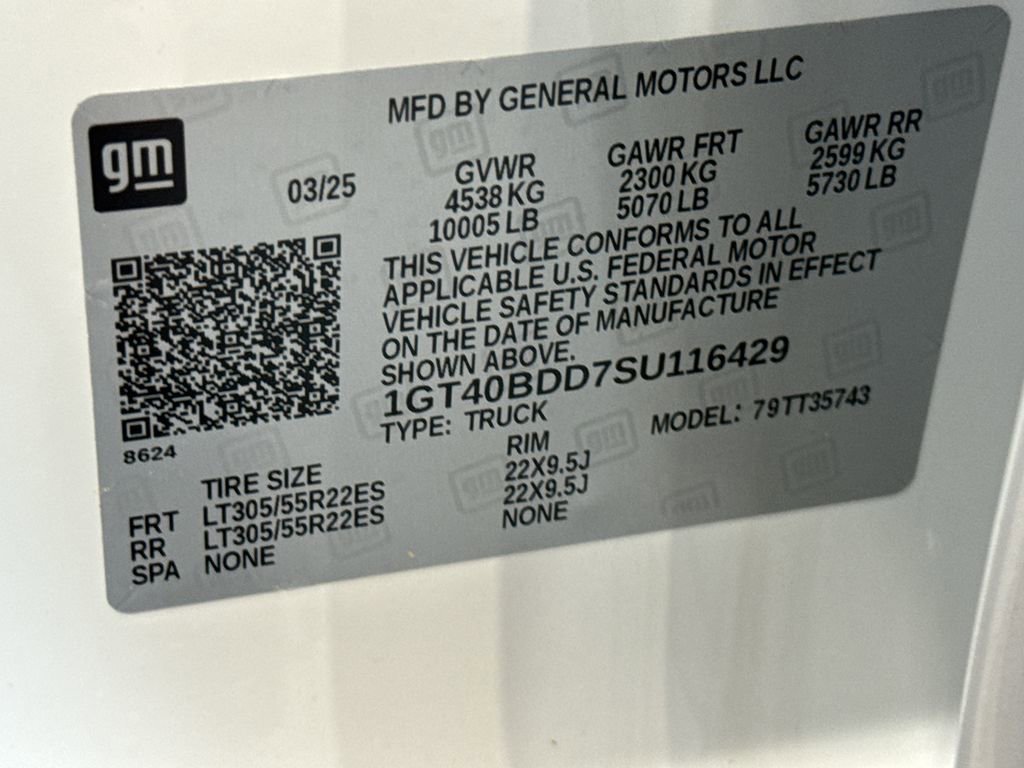 MFD BY GENERAL MOTORS LLC
gm
03/25
GVWR GAWR FRT GAWR RR
4538 KG 2300 KG 2599 KG
10005 LB 5070 LB 5730 LB
THIS VEHICLE CONFORMS TO ALL
APPLICABLE U.S. FEDERAL MOTOR
VEHICLE SAFETY STANDARDS IN EFFECT
ON THE DATE OF MANUFACTURE
SHOWN ABOVE.
1GT40BDD7SU116429
TYPE: TRUCK MODEL: 79TT35743
8624
TIRE SIZE RIM
FRT LT305/55R22ES 22X9.5J
RR LT305/55R22ES 22X9.5J
SPA NONE NONE